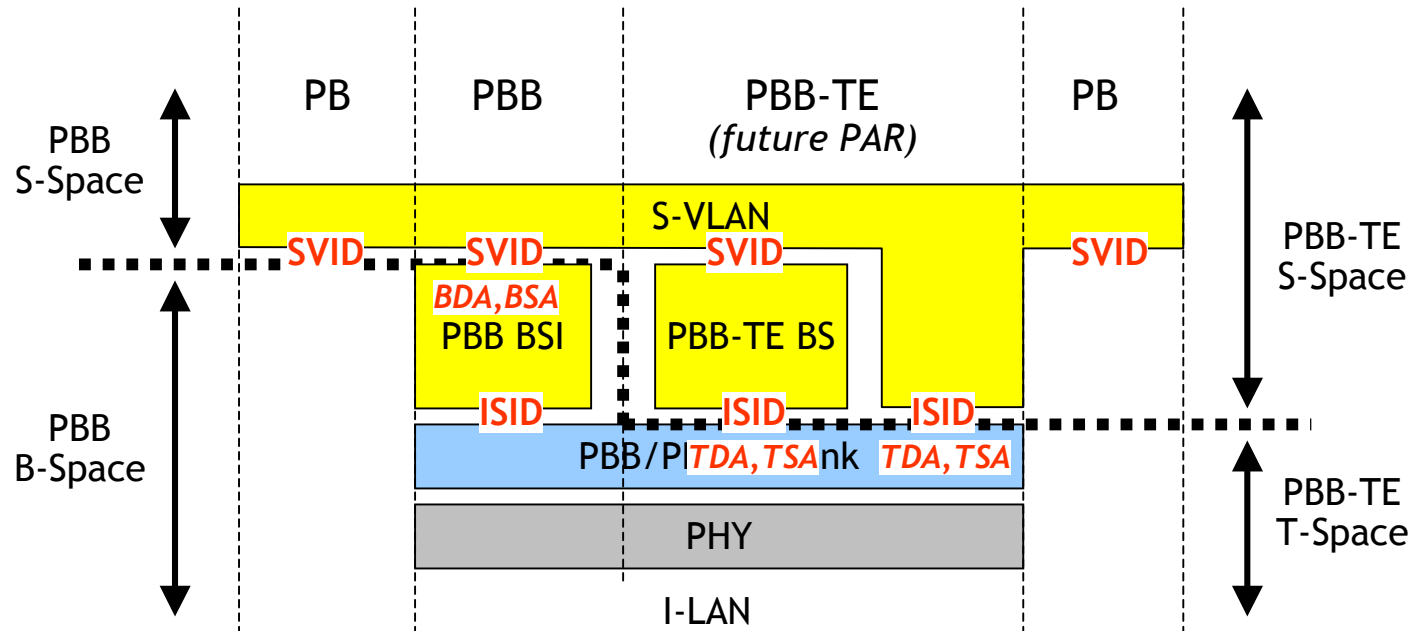 PB
PBB
PBB-TE
(future PAR)
PB
PBB
S-Space
S-VLAN
SVID
SVID
SVID
SVID
PBB-TE
S-Space
BDA,BSA
PBB BSI
PBB-TE BS
ISID
ISID
ISID
PBB
B-Space
PBB/
TDA,TSA
TDA,TSA
PBB-TE
T-Space
PHY
I-LAN